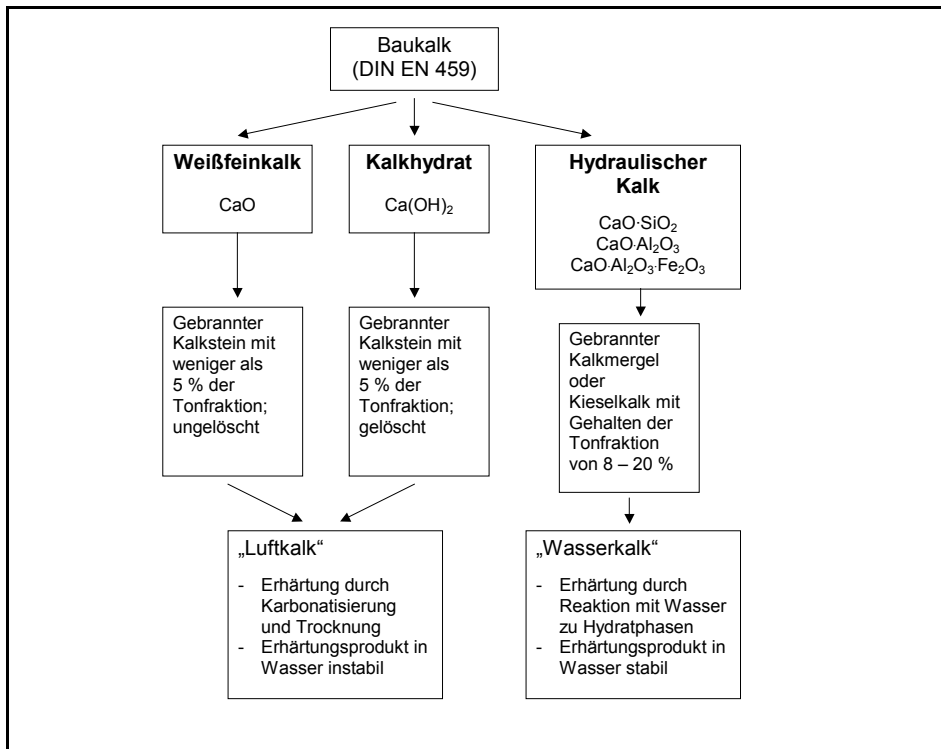 Baukalk
(DIN EN 459)
Weißfeinkalk
CaO
Kalkhydrat
Ca(OH)₂
Hydraulischer
Kalk
CaO·SiO₂
CaO·Al₂O₃
CaO·Al₂O₃·Fe₂O₃
Gebrannter
Kalkstein mit
weniger als
5 % der
Tonfraktion;
ungelöscht
Gebrannter
Kalkstein mit
weniger als
5 % der
Tonfraktion;
gelöscht
Gebrannter
Kalkmergel
oder
Kieselkalk mit
Gehalten der
Tonfraktion
von 8 – 20 %
„Luftkalk“
- Erhärtung durch
Karbonatisierung
und Trocknung
- Erhärtungsprodukt in
Wasser instabil
„Wasserkalk“
- Erhärtung durch
Reaktion mit Wasser
zu Hydratphasen
- Erhärtungsprodukt in
Wasser stabil